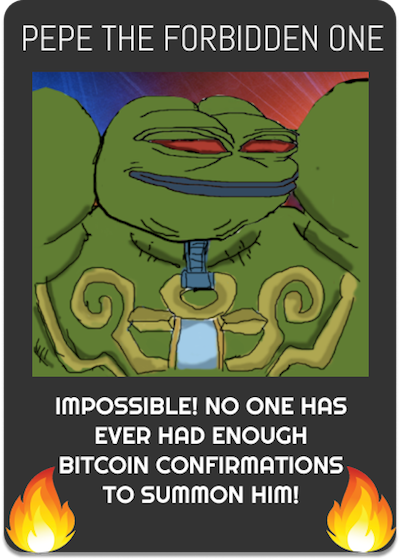 PEPE THE FORBIDDEN ONE
IMPOSSIBLE! NO ONE HAS
EVER HAD ENOUGH
BITCOIN CONFIRMATIONS
TO SUMMON HIM!